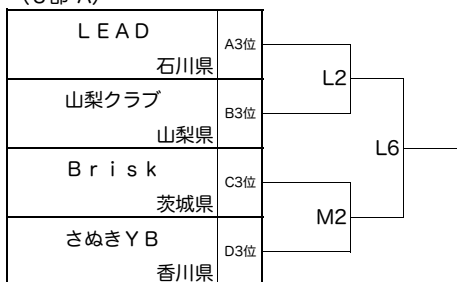 LEAD
石川県
A3位
山梨クラブ
山梨県
B3位
Brisk
茨城県
C3位
さぬきYB
香川県
D3位
L2
M2
L6